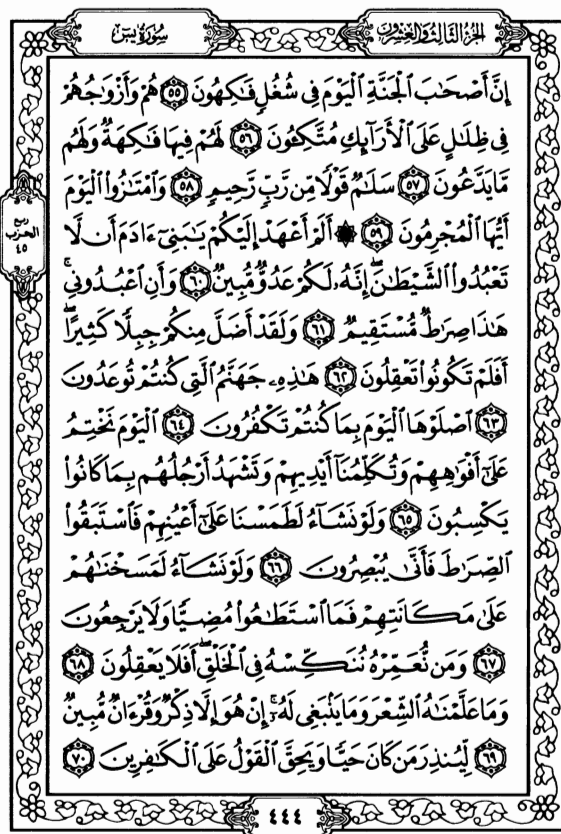 الجزء الثالث والعشرون
سورة يس
إِنَّ أَصْحَٰبَ ٱلْجَنَّةِ ٱلْيَوْمَ فِى شُغُلٍ فَٰكِهُونَ ٥٥ هُمْ وَأَزْوَٰجُهُمْ
فِى ظِلَٰلٍ عَلَى ٱلْأَرَآئِكِ مُتَّكِـُٔونَ ٥٦ لَهُمْ فِيهَا فَٰكِهَةٌ وَلَهُم
مَّا يَدَّعُونَ ٥٧ سَلَٰمٌ قَوْلًا مِّن رَّبٍّ رَّحِيمٍ ٥٨ وَٱمْتَٰزُوا۟ ٱلْيَوْمَ
أَيُّهَا ٱلْمُجْرِمُونَ ٥٩ ۞ أَلَمْ أَعْهَدْ إِلَيْكُمْ يَٰبَنِىٓ ءَادَمَ أَن لَّا
تَعْبُدُوا۟ ٱلشَّيْطَٰنَ ۖ إِنَّهُۥ لَكُمْ عَدُوٌّ مُّبِينٌ ٦٠ وَأَنِ ٱعْبُدُونِى ۚ
هَٰذَا صِرَٰطٌ مُّسْتَقِيمٌ ٦١ وَلَقَدْ أَضَلَّ مِنكُمْ جِبِلًّا كَثِيرًا ۖ
أَفَلَمْ تَكُونُوا۟ تَعْقِلُونَ ٦٢ هَٰذِهِۦ جَهَنَّمُ ٱلَّتِى كُنتُمْ تُوعَدُونَ
٦٣ ٱصْلَوْهَا ٱلْيَوْمَ بِمَا كُنتُمْ تَكْفُرُونَ ٦٤ ٱلْيَوْمَ نَخْتِمُ
عَلَىٰٓ أَفْوَٰهِهِمْ وَتُكَلِّمُنَآ أَيْدِيهِمْ وَتَشْهَدُ أَرْجُلُهُم بِمَا كَانُوا۟
يَكْسِبُونَ ٦٥ وَلَوْ نَشَآءُ لَطَمَسْنَا عَلَىٰٓ أَعْيُنِهِمْ فَٱسْتَبَقُوا۟
ٱلصِّرَٰطَ فَأَنَّىٰ يُبْصِرُونَ ٦٦ وَلَوْ نَشَآءُ لَمَسَخْنَٰهُمْ
عَلَىٰ مَكَانَتِهِمْ فَمَا ٱسْتَطَٰعُوا۟ مُضِيًّا وَلَا يَرْجِعُونَ
٦٧ وَمَن نُّعَمِّرْهُ نُنَكِّسْهُ فِى ٱلْخَلْقِ ۖ أَفَلَا يَعْقِلُونَ ٦٨
وَمَا عَلَّمْنَٰهُ ٱلشِّعْرَ وَمَا يَنۢبَغِى لَهُۥٓ ۚ إِنْ هُوَ إِلَّا ذِكْرٌ وَقُرْءَانٌ مُّبِينٌ
٦٩ لِّيُنذِرَ مَن كَانَ حَيًّا وَيَحِقَّ ٱلْقَوْلُ عَلَى ٱلْكَٰفِرِينَ ٧٠
ربع
الحزب
٤٥
٤٤٤